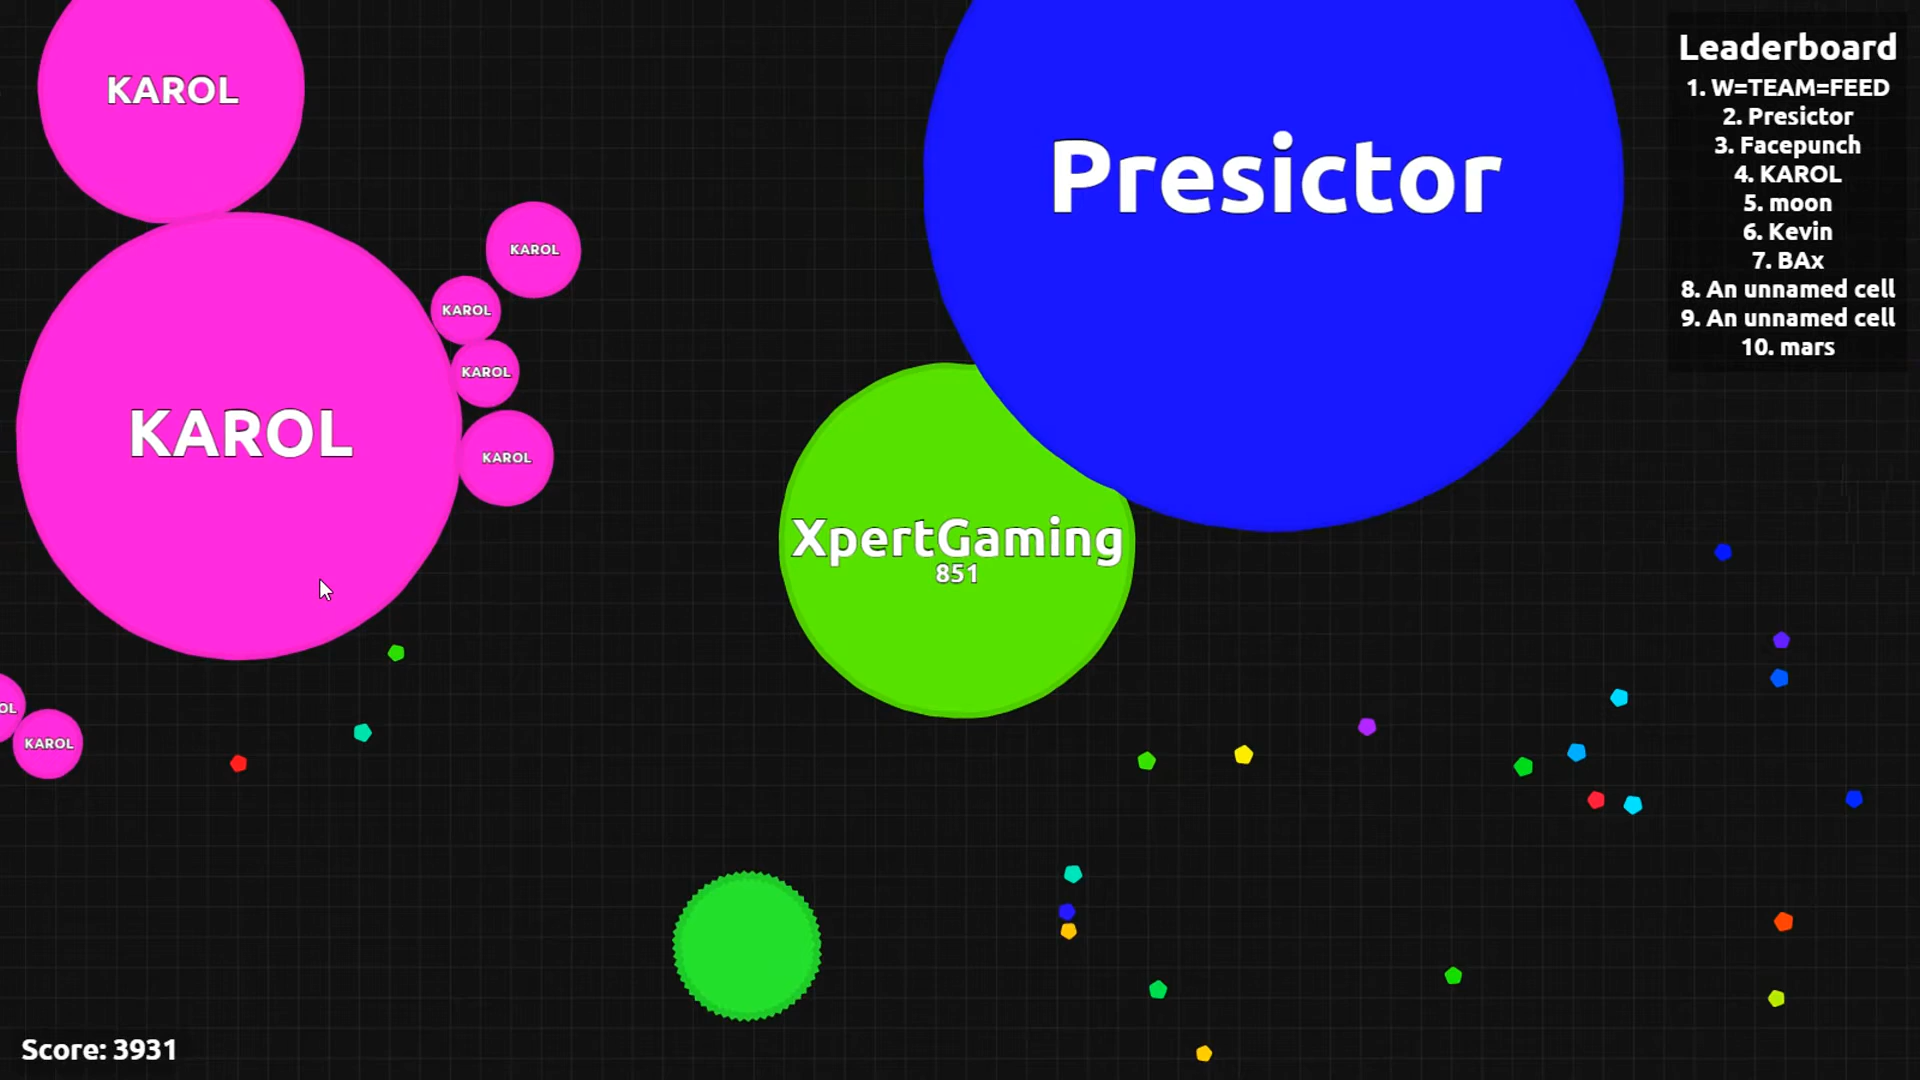 KAROL
Presictor
KAROL
KAROL
KAROL
KAROL
KAROL
XpertGaming
851
OL
KAROL
Leaderboard
1. W=TEAM=FEED
2. Presictor
3. Facepunch
4. KAROL
5. moon
6. Kevin
7. BAx
8. An unnamed cell
9. An unnamed cell
10. mars
Score: 3931